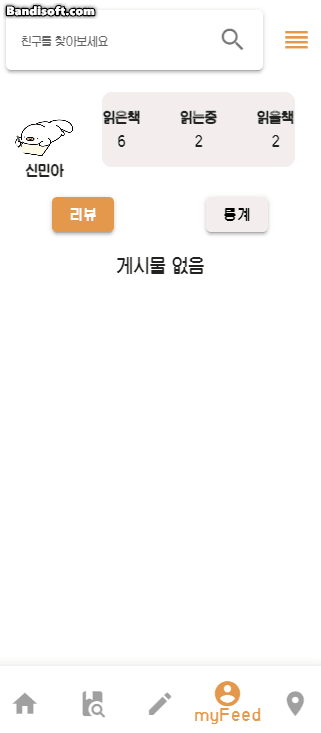 Bandisoft.com
친구를 찾아보세요
읽은책 읽는중 읽을책
6 2 2
신민아
리뷰 통계
게시물 없음
myFeed